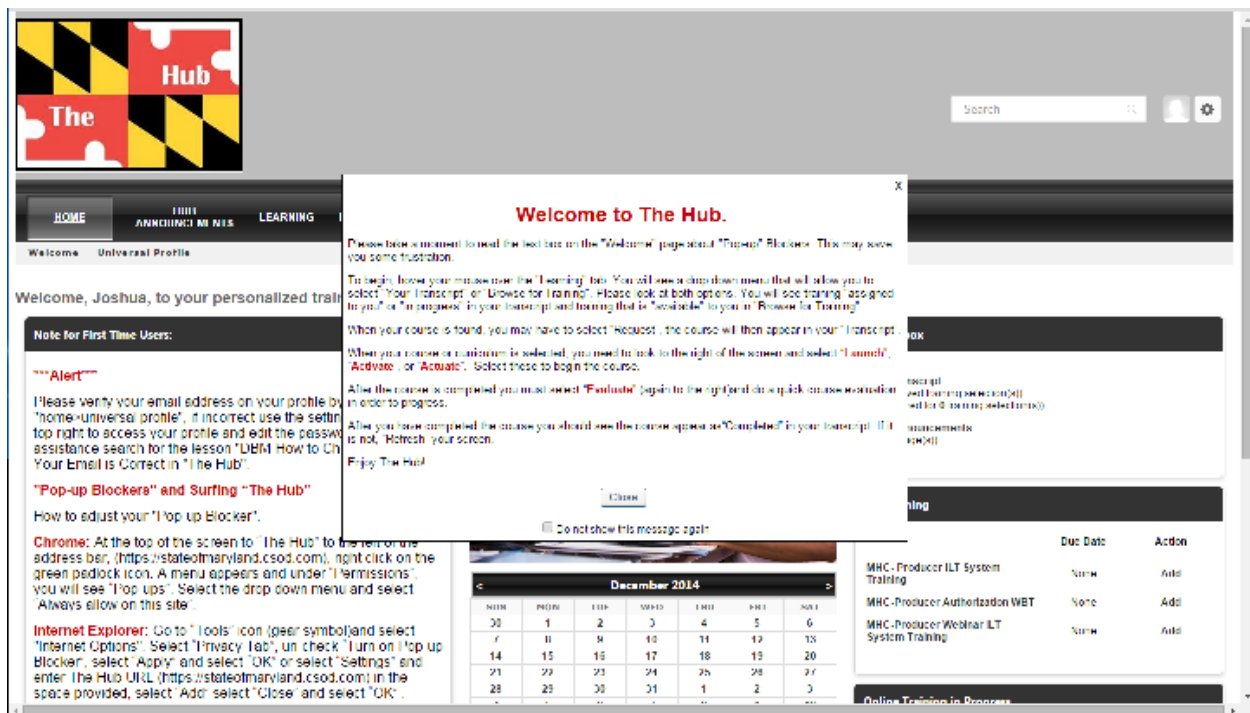 Hub
The
Search
HOME
HUB
ANNOUNCEMENTS
LEARNING
Welcome
Universal Profile
Welcome, Joshua, to your personalized
x
Welcome to The Hub.
Please take a moment to read the text box on the "Welcome" page about "Pop-up" Blockers. This may save
you some frustration.
To begin, hover your mouse over the "Learning" tab. You will see a drop down menu that will allow you to
select "Your Transcript" or "Browse for Training". Please look at both options. You will see training "assigned
to you" or "in progress" in your transcript and training that is "available" to you in "Browse for Training"
When your course is found, you may have to select "Request", the course will then appear in your "Transcript".
When your course or curriculum is selected, you need to look to the right of the screen and select "Launch",
"Activate", or "Actuate". Select these to begin the course.
After the course is completed you must select "Evaluate" (again to the right)and do a quick course evaluation
in order to progress.
After you have completed the course you should see the course appear as"Completed" in your transcript. If it
is not, "Refresh" your screen.
Enjoy The Hub!
Close
Do not show this message again
Note for First Time Users:
***Alert***
Please verify your email address on your profile by
"home>universal profile", if incorrect use the
top right to access your profile and edit the
assistance search for the lesson "DBM How to
Your Email is Correct in "The Hub".
"Pop-up Blockers" and Surfing "The Hub"
How to adjust your "Pop up Blocker".
Chrome: At the top of the screen to "The Hub" to the left of the
address bar, (https://stateofmaryland.csod.com), right click on the
green padlock icon. A menu appears and under "Permissions",
you will see "Pop ups". Select the drop down menu and select
"Always allow on this site".
Internet Explorer: Go to "Tools" icon (gear symbol)and select
"Internet Options". Select "Privacy Tab", un check "Turn on Pop up
Blocker", select "Apply" and select "OK" or select "Settings" and
enter The Hub URL (https://stateofmaryland.csod.com) in the
space provided, select "Add" select "Close" and select "OK".
< December 2014 >
SUN MON TUE WED THU FRI SAT
30 1 2 3 4 5 6
7 8 9 10 11 12 13
14 15 16 17 18 19 20
21 22 23 24 25 26 27
28 29 30 31 1 2 3
Due Date Action
MHC- Producer ILT System
Training None Add
MHC-Producer Authorization WBT None Add
MHC-Producer Webinar ILT
System Training None Add
Online Training in Progress